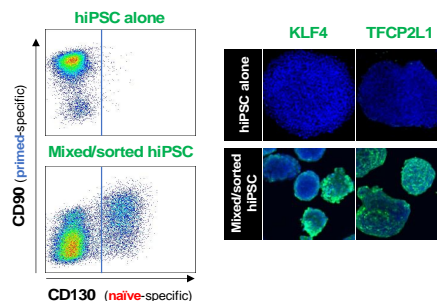 hiPSC alone
Mixed/sorted hiPSC
CD90 (primed-specific)
CD130 (naïve-specific)
KLF4 TFCP2L1
hiPSC alone
Mixed/sorted
hiPSC